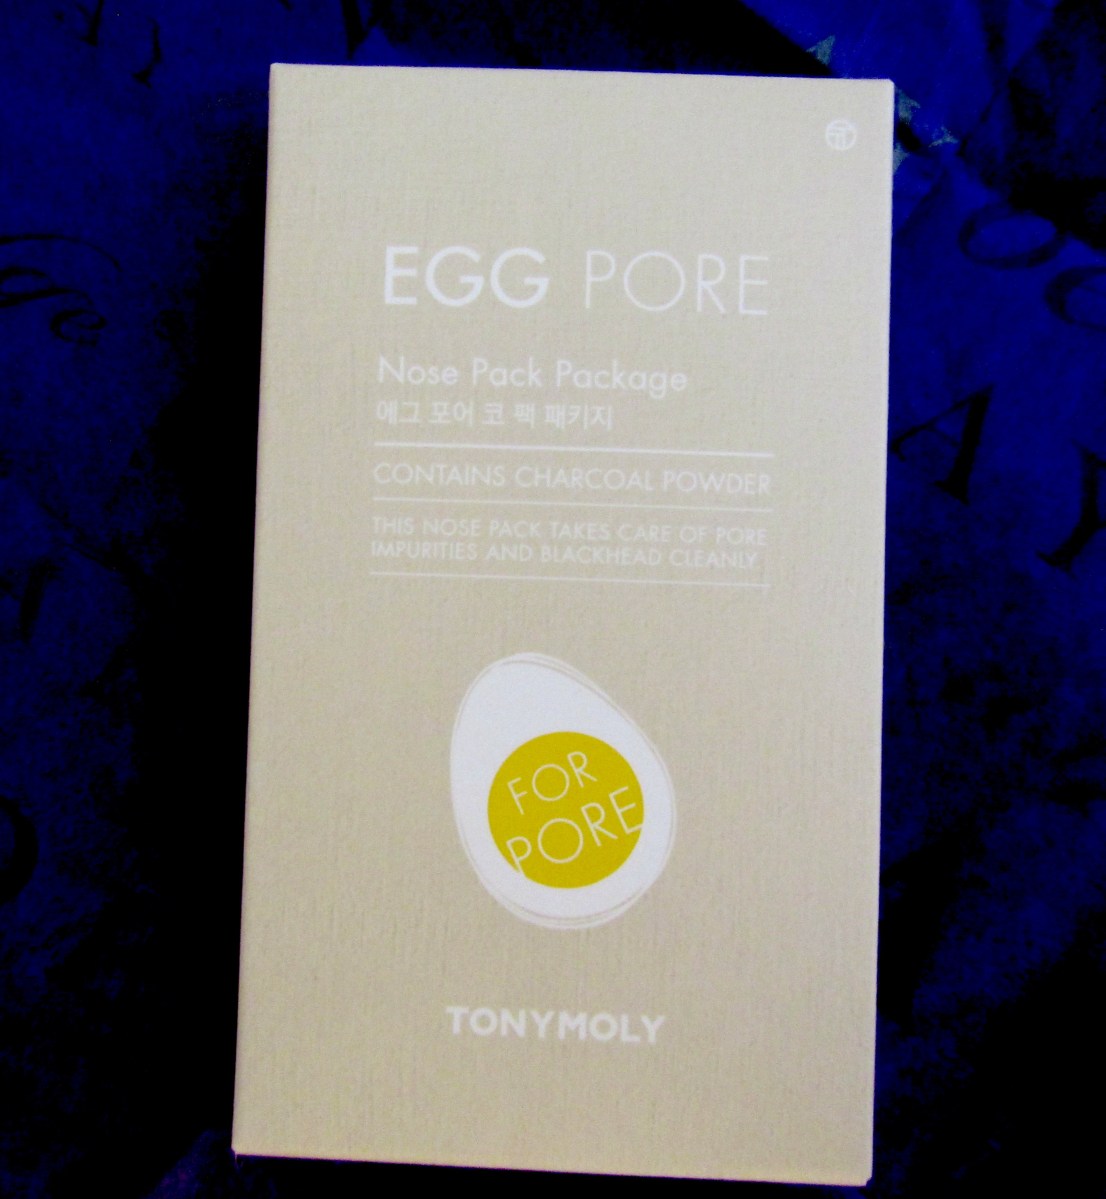 EGG PORE
Nose Pack Package
에그 포어 코 팩 패키지
CONTAINS CHARCOAL POWDER
THIS NOSE PACK TAKES CARE OF PORE
IMPURITIES AND BLACKHEAD CLEANLY.
FOR
PORE
TONYMOLY